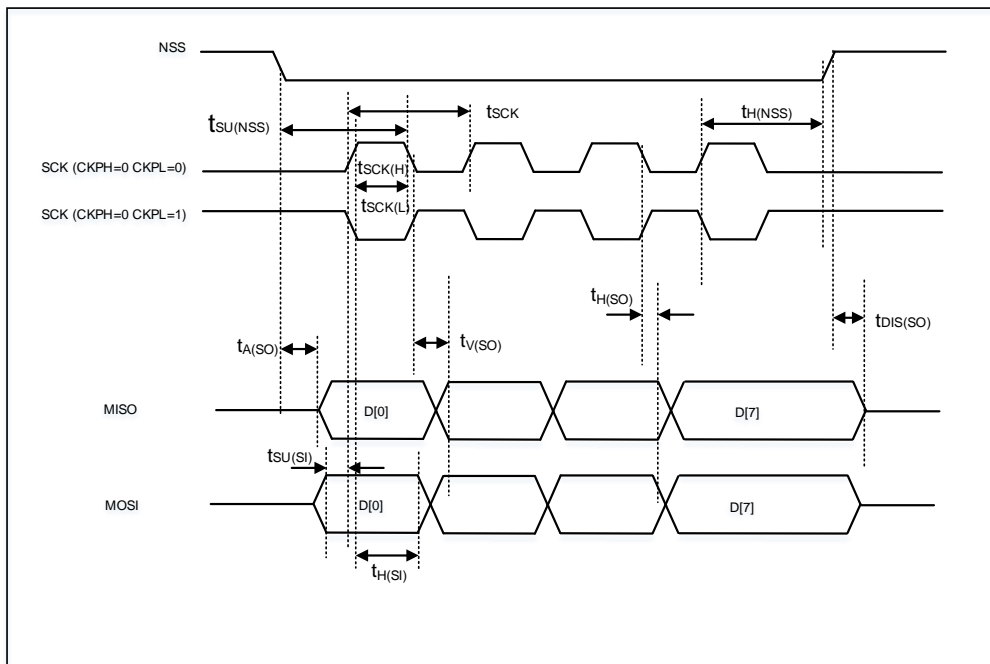 NSS
tSCK
tH(NSS)
tSU(NSS)
SCK (CKPH=0 CKPL=0)
tSCK(H)
tSCK(L)
SCK (CKPH=0 CKPL=1)
tH(SO)
tDIS(SO)
tV(SO)
tA(SO)
MISO
D[0]
D[7]
tSU(SI)
MOSI
D[0]
D[7]
tH(SI)